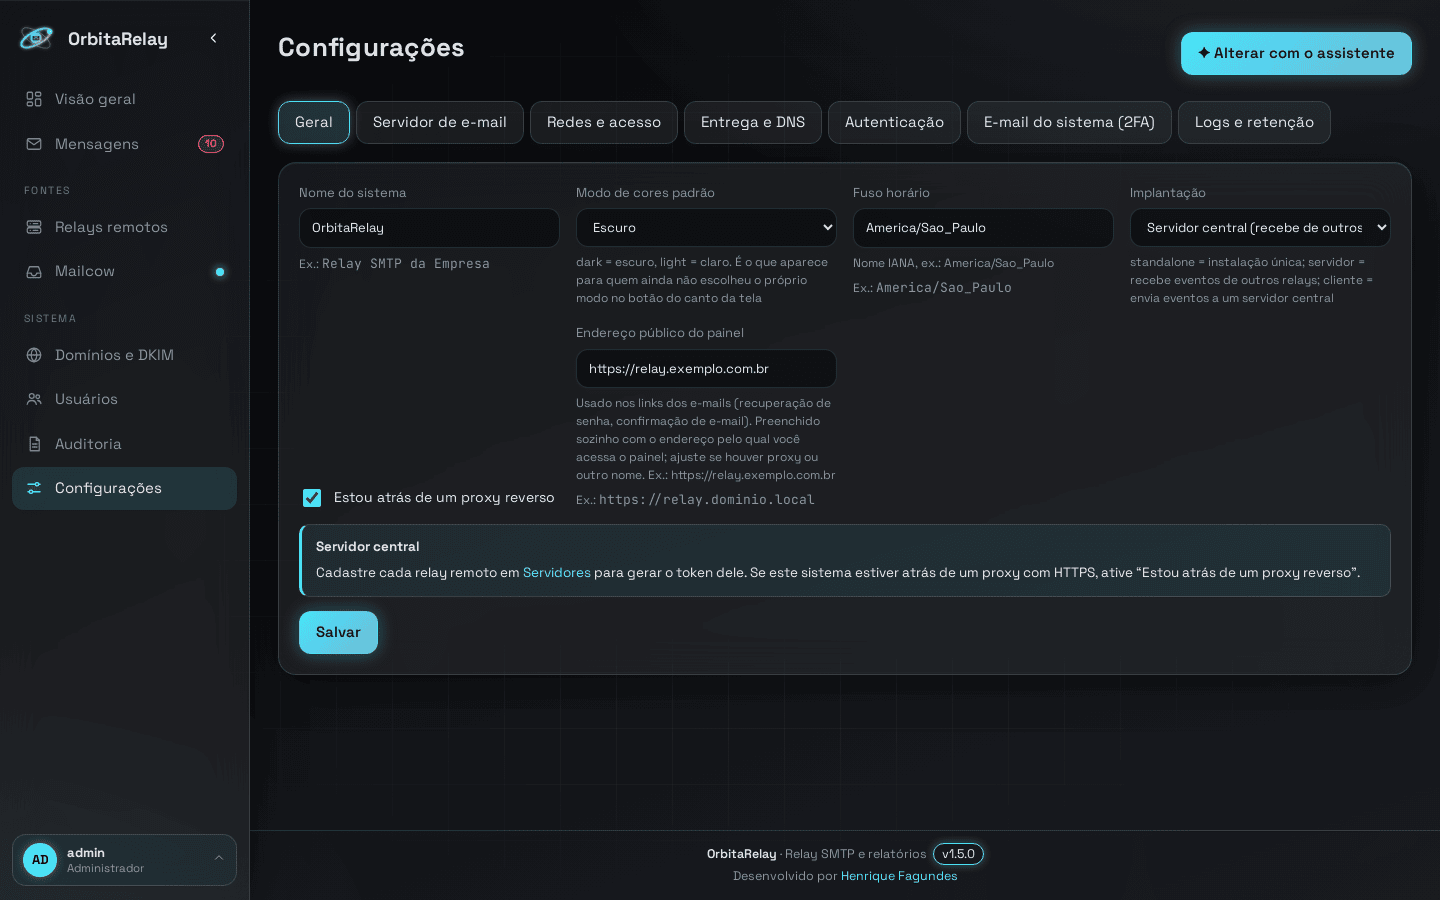 OrbitaRelay
Visão geral
Mensagens 10
FONTES
Relays remotos
Mailcow
SISTEMA
Domínios e DKIM
Usuários
Auditoria
Configurações
AD
admin
Administrador
Configurações
✦ Alterar com o assistente
Geral
Servidor de e-mail
Redes e acesso
Entrega e DNS
Autenticação
E-mail do sistema (2FA)
Logs e retenção
Nome do sistema
OrbitaRelay
Ex.: Relay SMTP da Empresa
Modo de cores padrão
Escuro
dark = escuro, light = claro. É o que aparece
para quem ainda não escolheu o próprio
modo no botão do canto da tela
Fuso horário
America/Sao_Paulo
Nome IANA, ex.: America/Sao_Paulo
Ex.: America/Sao_Paulo
Implantação
Servidor central (recebe de outros
standalone = instalação única; servidor =
recebe eventos de outros relays; cliente =
envia eventos a um servidor central
Estou atrás de um proxy reverso
Endereço público do painel
https://relay.exemplo.com.br
Usado nos links dos e-mails (recuperação de
senha, confirmação de e-mail). Preenchido
sozinho com o endereço pelo qual você
acessa o painel; ajuste se houver proxy ou
outro nome. Ex.: https://relay.exemplo.com.br
Ex.: https://relay.dominio.local
Servidor central
Cadastre cada relay remoto em Servidores para gerar o token dele. Se este sistema estiver atrás de um proxy com HTTPS, ative “Estou atrás de um proxy reverso”.
Salvar
OrbitaRelay · Relay SMTP e relatórios v1.5.0
Desenvolvido por Henrique Fagundes